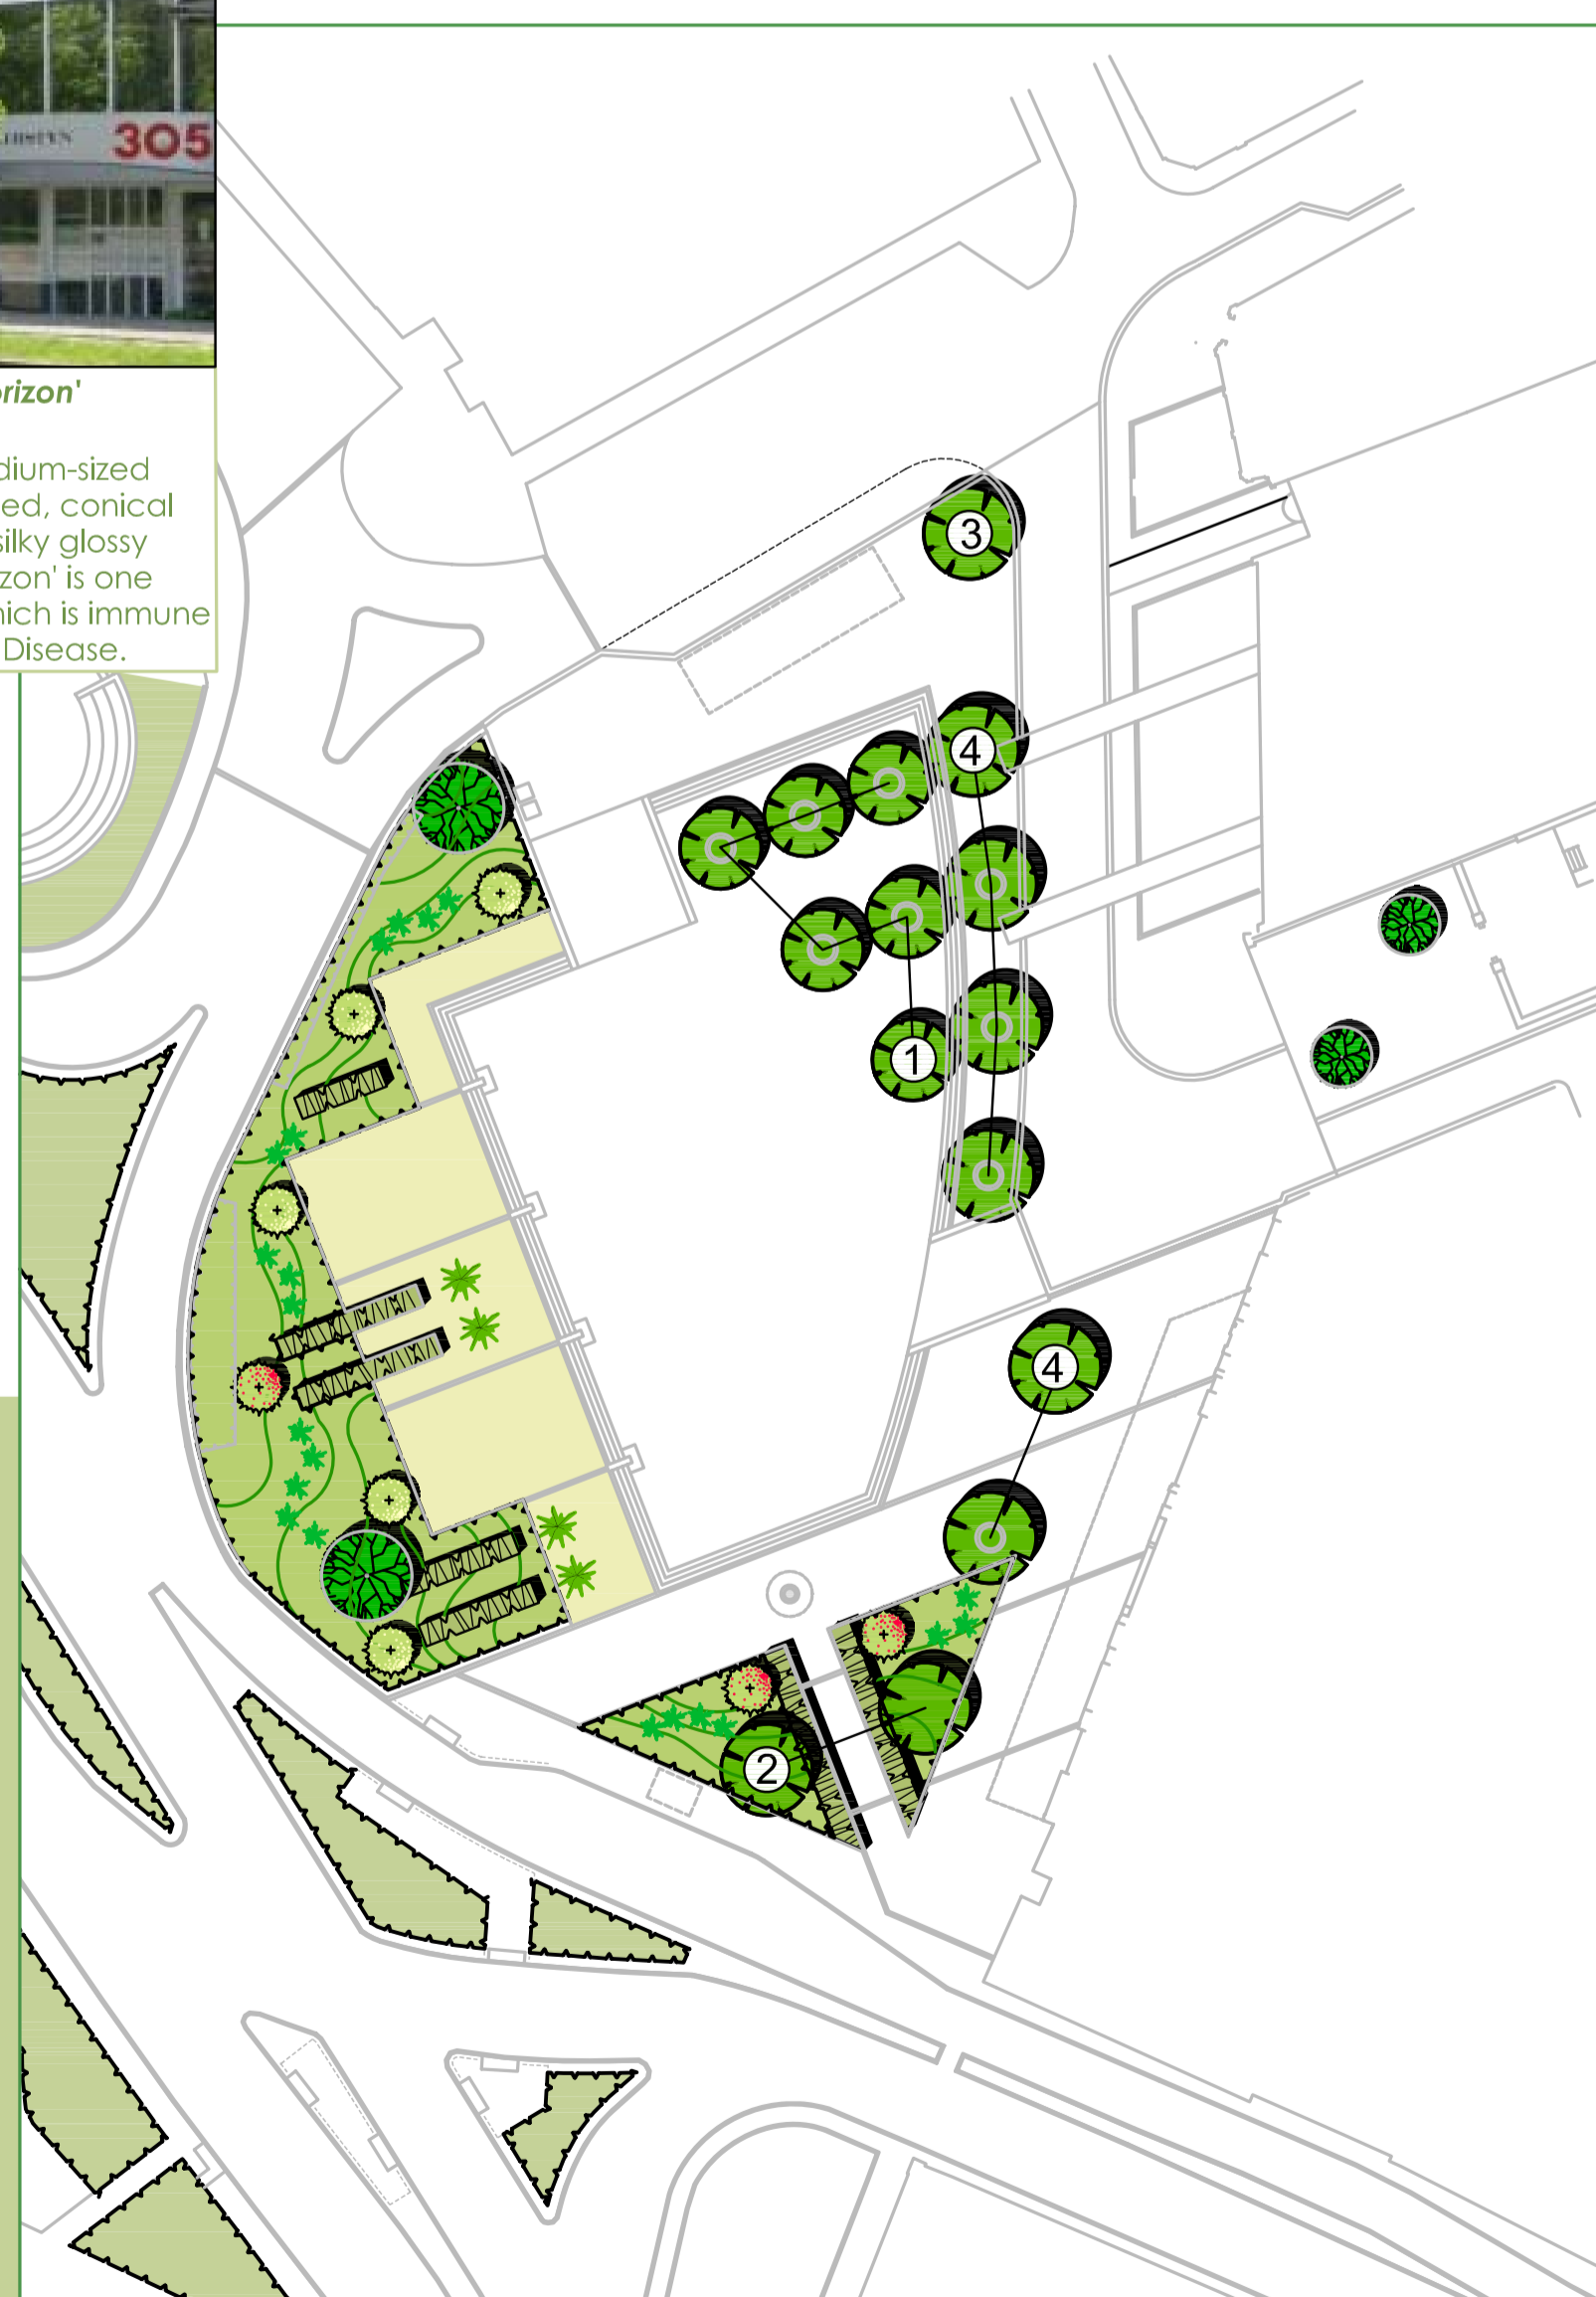 305
orizon'
dium-sized
ed, conical
silky glossy
zon' is one
hich is immune
Disease.
3
4
1
4
2